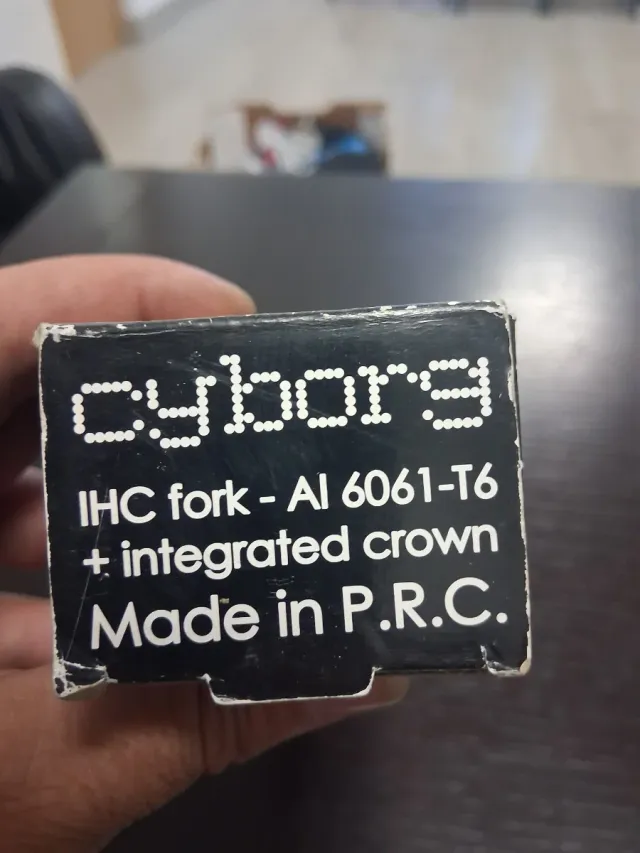 cyborg
IHC fork - Al 6061-T6
+ integrated crown
Made in P.R.C.